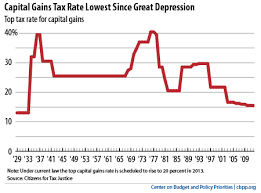 Capital Gains Tax Rate Lowest Since Great Depression
Top tax rate for capital gains
40%
30
20
10
0
'29 '33 '37 '41 '45 '49 '53 '57 '61 '65 '69 '73 '77 '81 '85 '89 '93 '97 '01 '05 '09
Note: Under current law the top capital gains rate is scheduled to rise to 20 percent in 2013.
Source: Citizens for Tax Justice
Center on Budget and Policy Priorities | cbpp.org